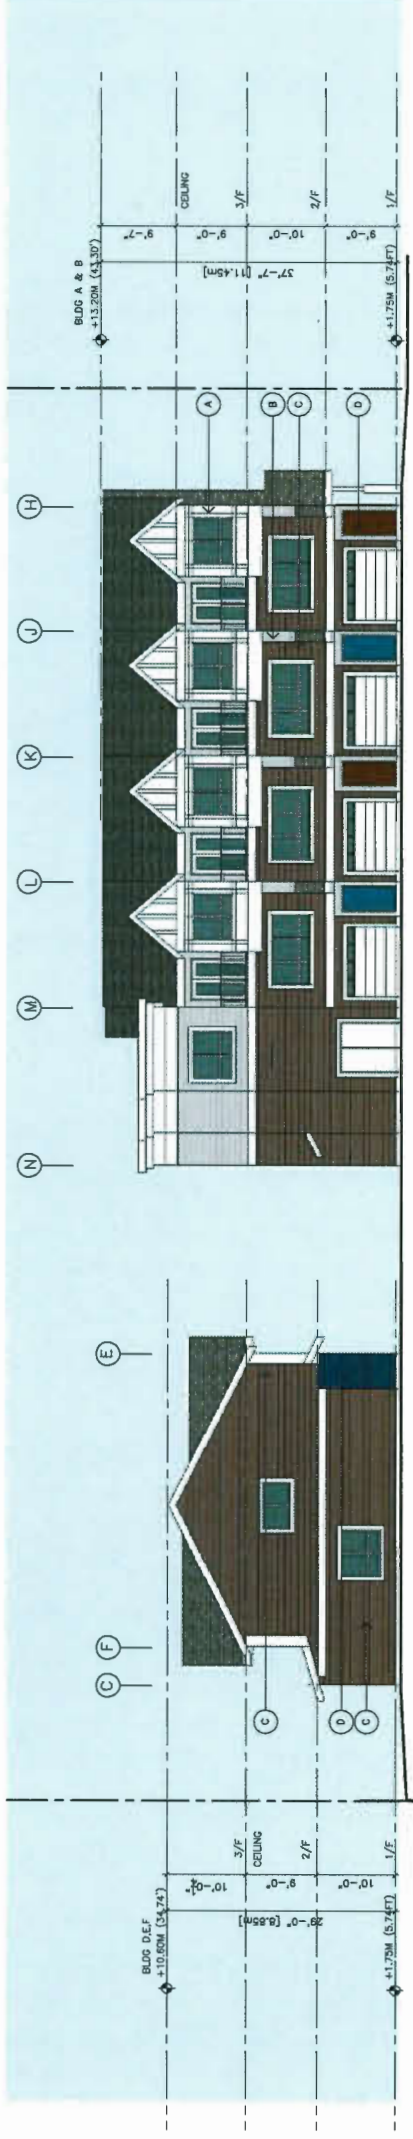 BLDG A & B
+13.20M (43.30')
9'-7"
CEILING
9'-0"
3/F
37'-7" [11.45m]
10'-0"
2/F
9'-0"
1/F
+1.75M (5.74FT)
H
J
K
L
M
N
A
B
C
D
E
F
C
C
D
C
BLDG D,E,F
+10.60M (34.74')
3/F
CEILING
9'-0"
2/F
29'-0" [8.85m]
10'-0"
1/F
+1.75M (5.74FT)